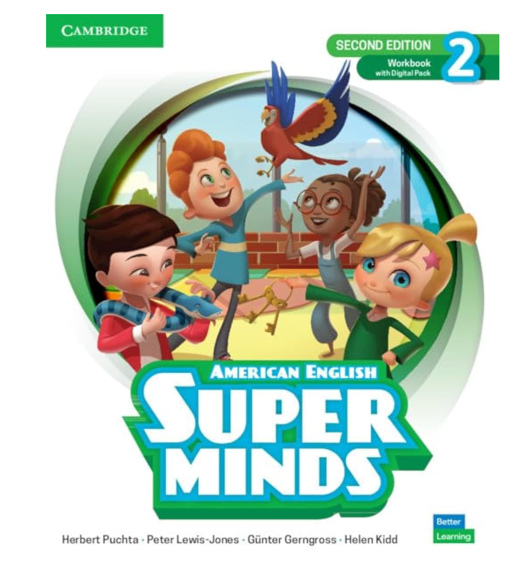 CAMBRIDGE
SECOND EDITION
2
Workbook
with Digital Pack
AMERICAN ENGLISH
SUPER
MINDS
Herbert Puchta · Peter Lewis-Jones · Günter Gerngross · Helen Kidd
Better
Learning